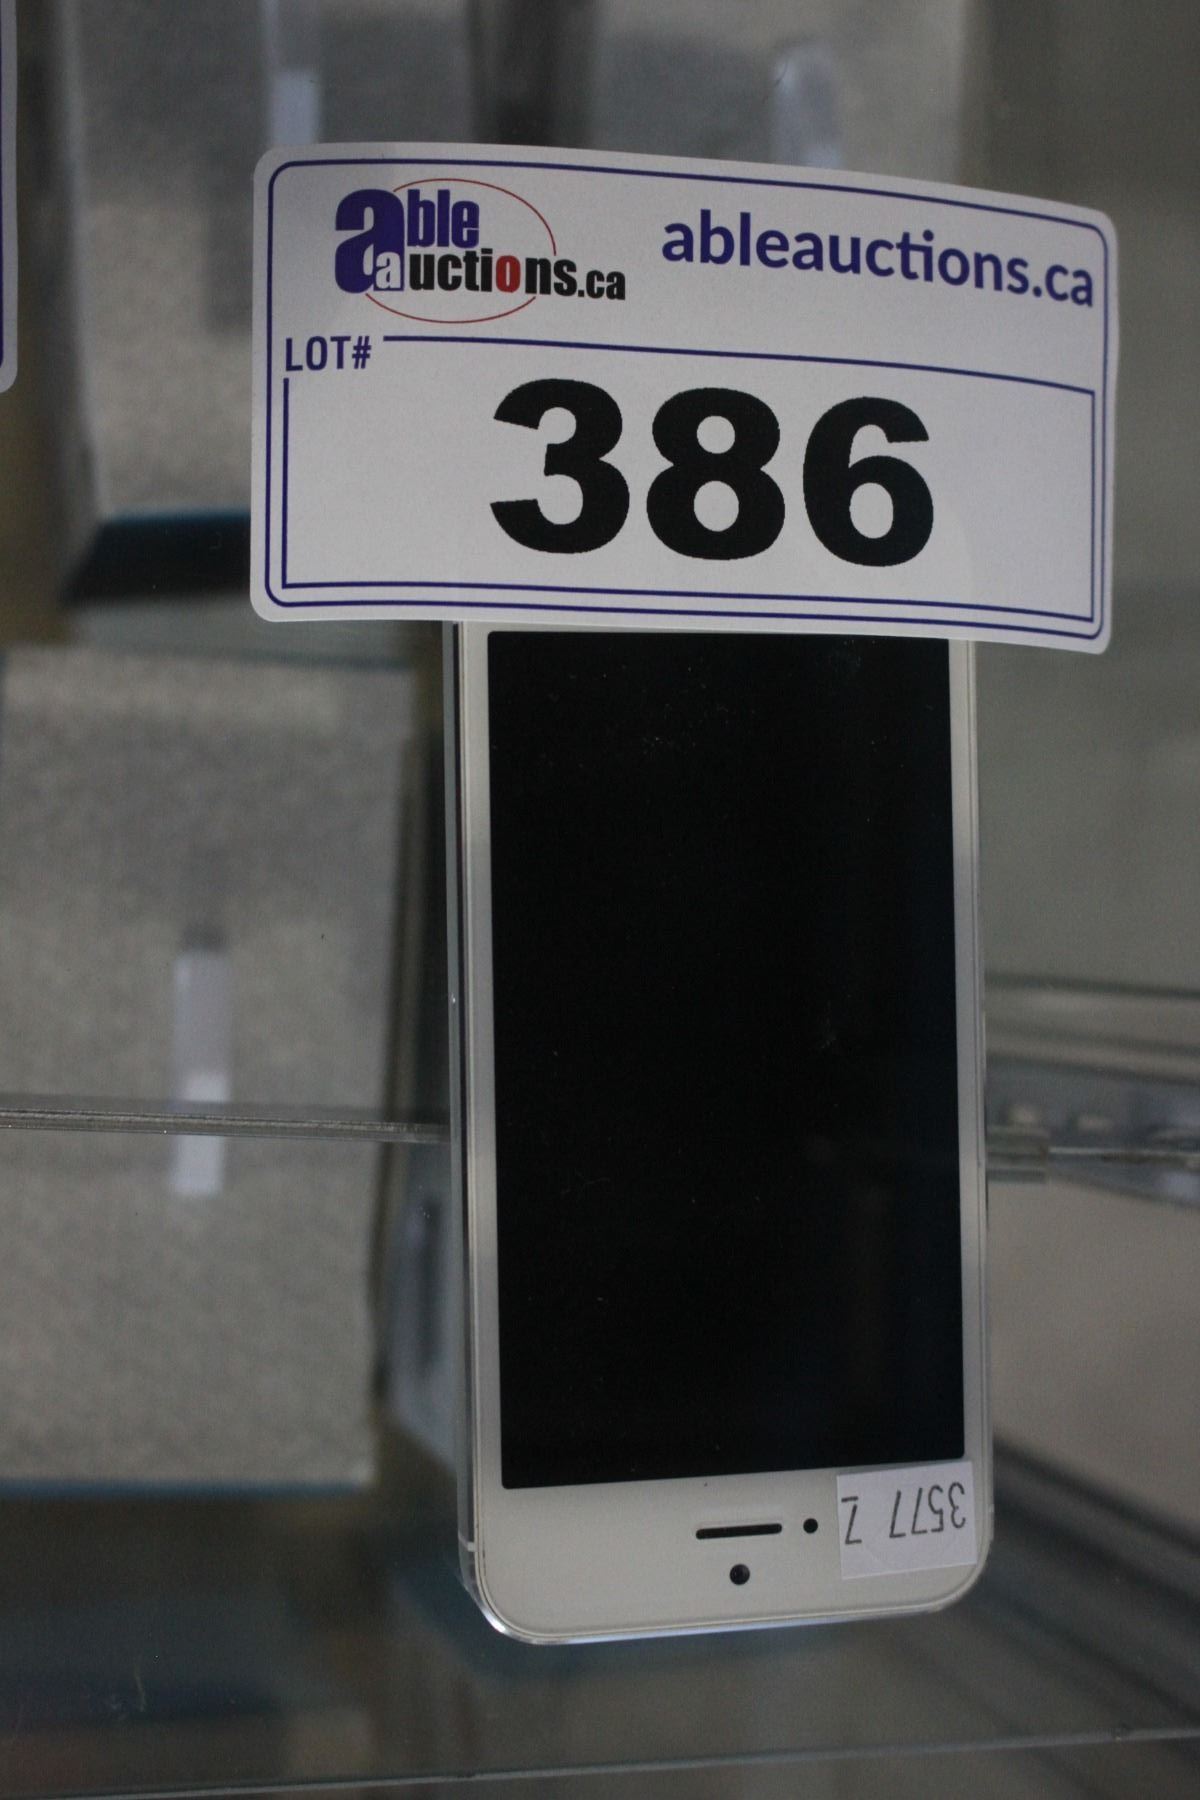 able
auctions.ca
ableauctions.ca
LOT#
386
3577 Z